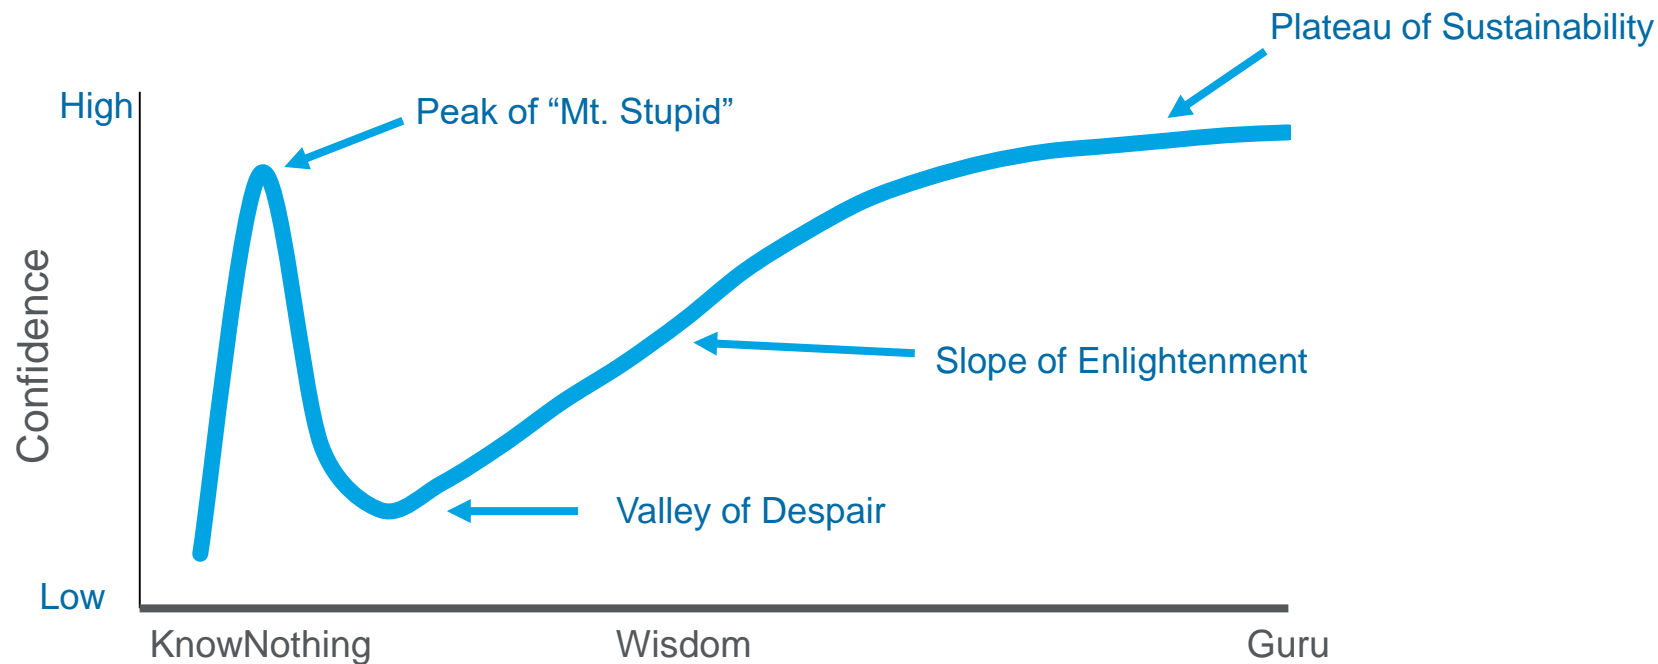 Plateau of Sustainability
High
Peak of “Mt. Stupid”
Confidence
Slope of Enlightenment
Valley of Despair
Low
KnowNothing
Wisdom
Guru